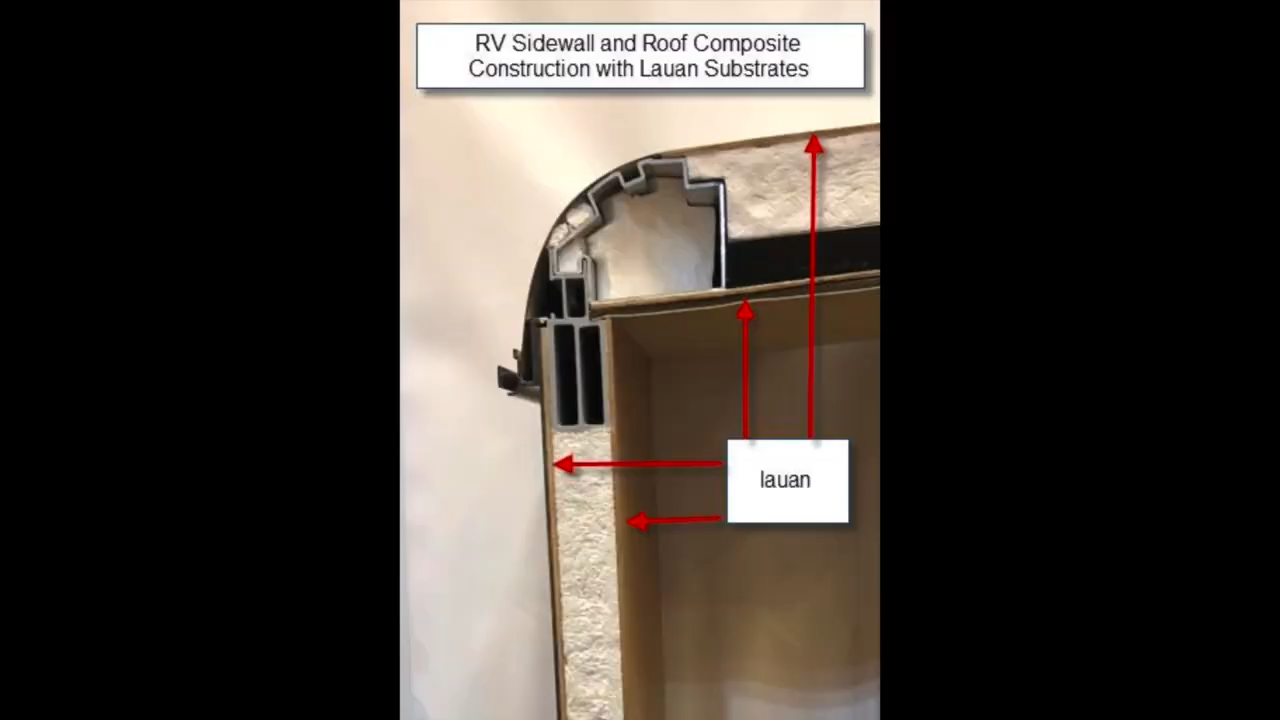 RV Sidewall and Roof Composite
Construction with Lauan Substrates
lauan